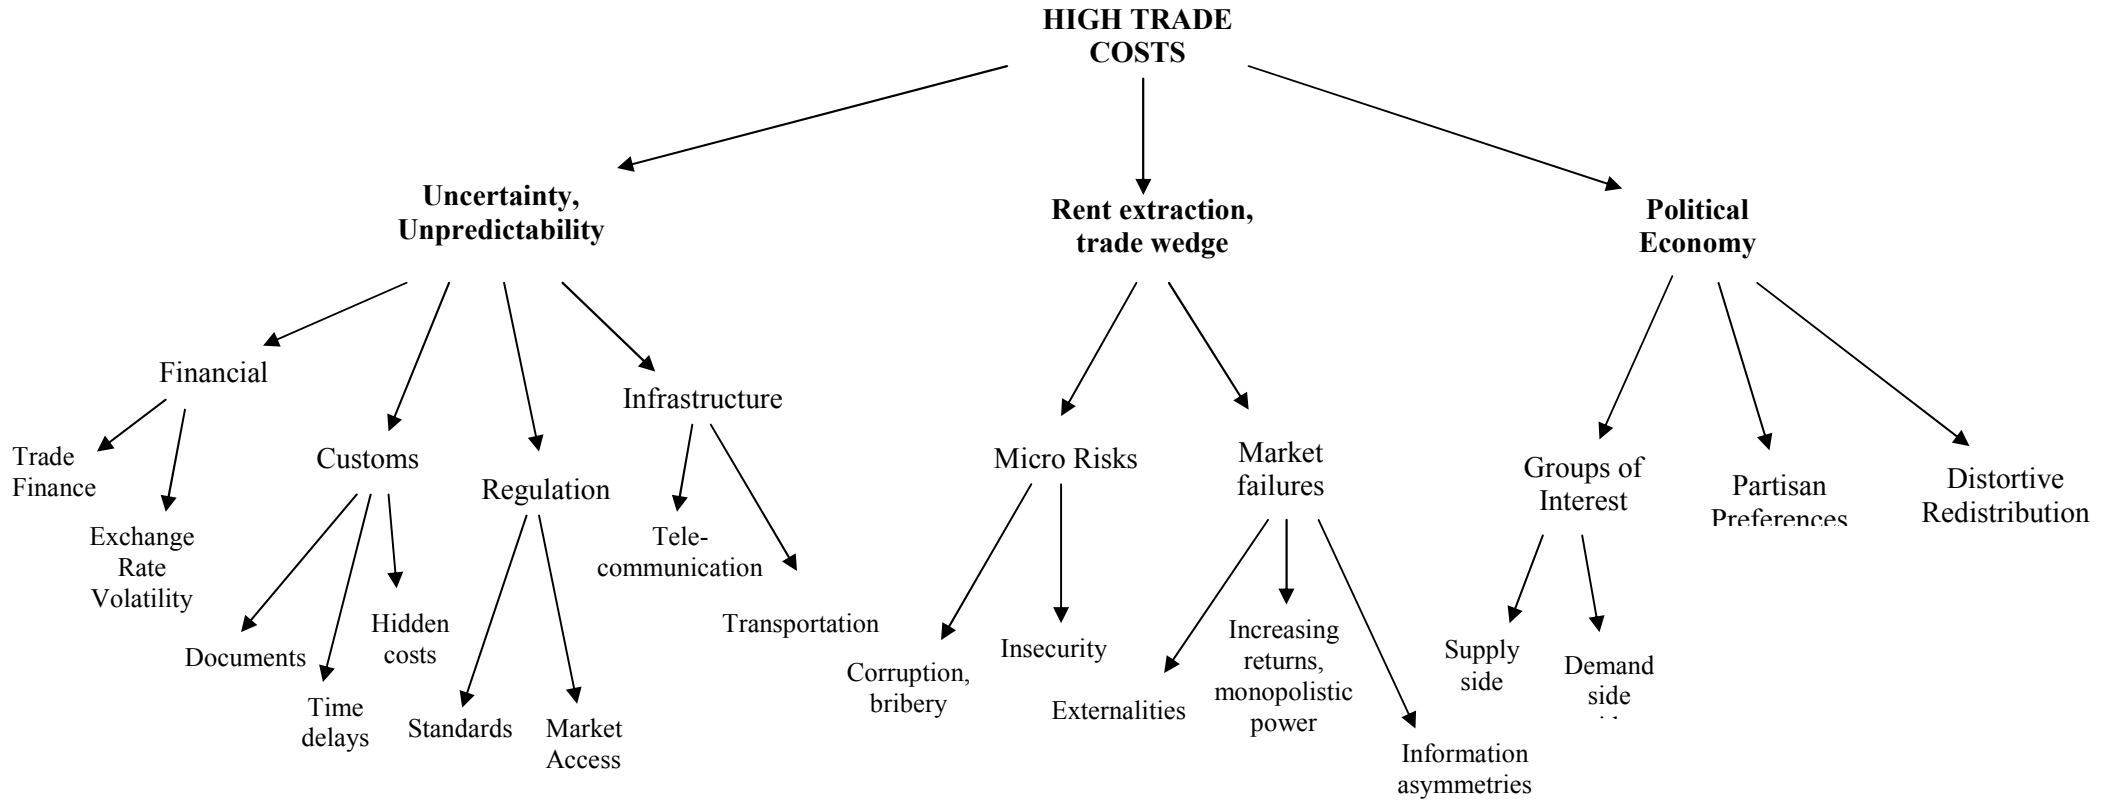 HIGH TRADE
COSTS
Uncertainty,
Unpredictability
Rent extraction,
trade wedge
Political
Economy
Financial
Infrastructure
Customs
Regulation
Micro Risks
Market
failures
Groups of
Interest
Partisan
Preferences
Distortive
Redistribution
Trade
Finance
Exchange
Rate
Volatility
Documents
Time
delays
Hidden
costs
Standards
Market
Access
Tele-
communication
Transportation
Corruption,
bribery
Insecurity
Externalities
Increasing
returns,
monopolistic
power
Information
asymmetries
Supply
side
Demand
side